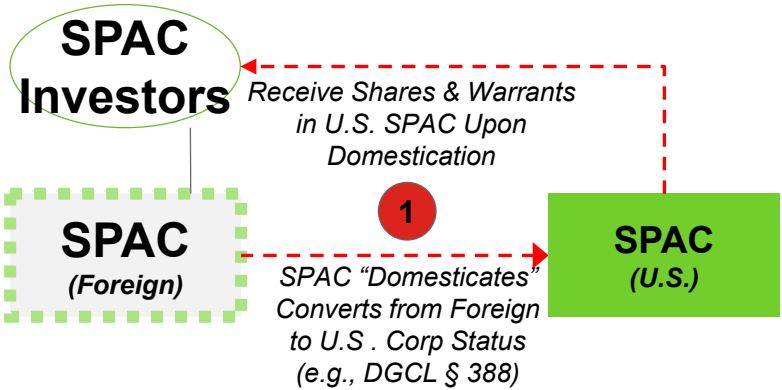 SPAC
Investors
Receive Shares & Warrants
in U.S. SPAC Upon
Domestication
1
SPAC
(Foreign)
SPAC “Domesticates”
Converts from Foreign
to U.S . Corp Status
(e.g., DGCL § 388)
SPAC
(U.S.)